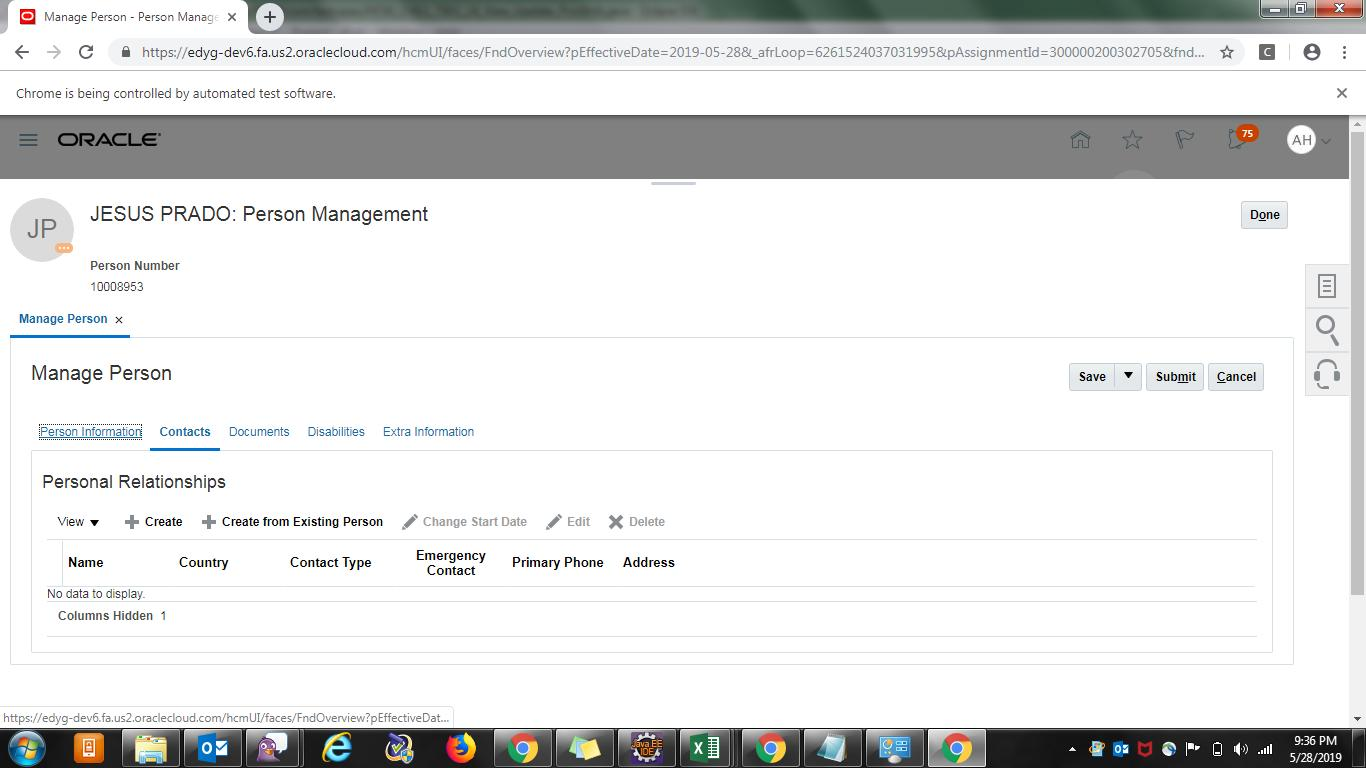 Manage Person - Person Manage
https://edyg-dev6.fa.us2.oraclecloud.com/hcmUI/faces/FndOverview?pEffectiveDate=2019-05-28&_afrLoop=6261524037031995&pAssignmentId=300000200302705&fnd...
C
Chrome is being controlled by automated test software.
ORACLE
75
AH
JP
JESUS PRADO: Person Management
Done
Person Number
10008953
Manage Person
Manage Person
Save
Submit
Cancel
Person Information Contacts Documents Disabilities Extra Information
Personal Relationships
View Create Create from Existing Person Change Start Date Edit Delete
Name Country Contact Type Emergency Contact Primary Phone Address
No data to display.
Columns Hidden 1
https://edyg-dev6.fa.us2.oraclecloud.com/hcmUI/faces/FndOverview?pEffectiveDat...
Java EE
IDE
9:36 PM
5/28/2019